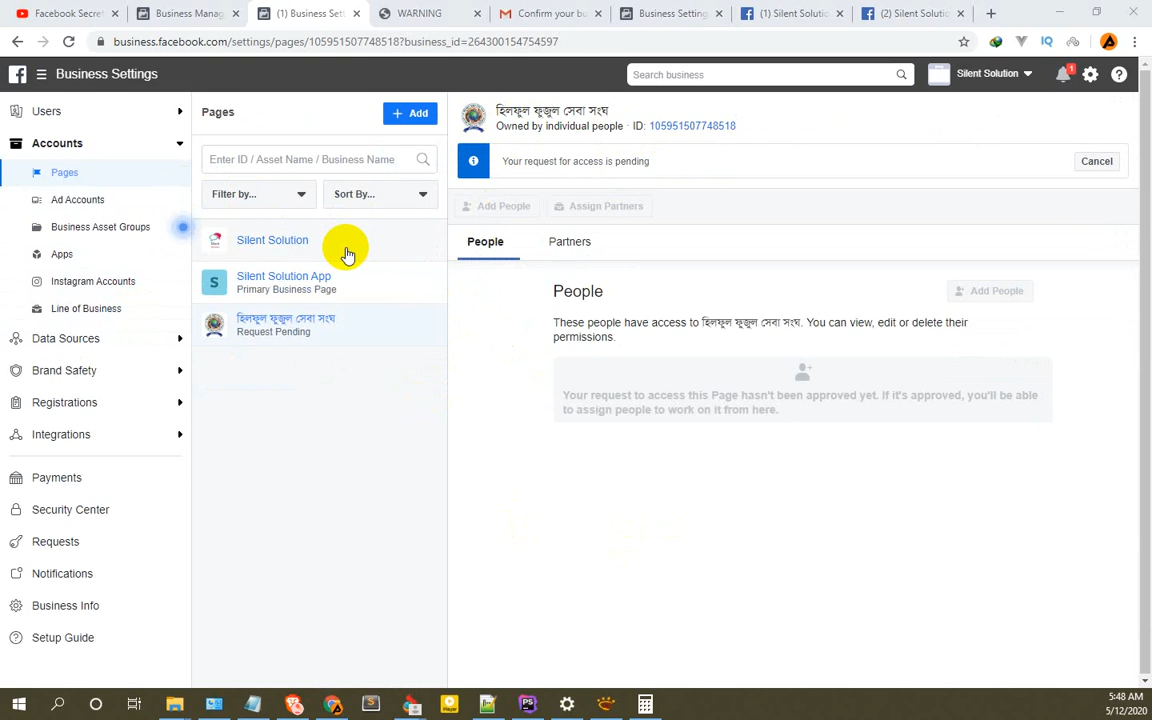 Facebook Secret
Business Manag
(1) Business Sett
WARNING
Confirm your bu
Business Setting
(1) Silent Solutio
(2) Silent Solutio
business.facebook.com/settings/pages/105951507748518?business_id=264300154754597
IQ
Business Settings
Search business
Silent Solution
1
Users
Accounts
Pages
Ad Accounts
Business Asset Groups
Apps
Instagram Accounts
Line of Business
Data Sources
Brand Safety
Registrations
Integrations
Payments
Security Center
Requests
Notifications
Business Info
Setup Guide
Pages
+ Add
Enter ID / Asset Name / Business Name
Filter by...
Sort By...
Silent Solution
S
Silent Solution App
Primary Business Page
হিলফুল ফুজুল সেবা সংঘ
Request Pending
হিলফুল ফুজুল সেবা সংঘ
Owned by individual people · ID: 105951507748518
Your request for access is pending
Cancel
Add People
Assign Partners
People
Partners
People
Add People
These people have access to হিলফুল ফুজুল সেবা সংঘ. You can view, edit or delete their
permissions.
Your request to access this Page hasn't been approved yet. If it's approved, you'll be able
to assign people to work on it from here.
5:48 AM
5/12/2020